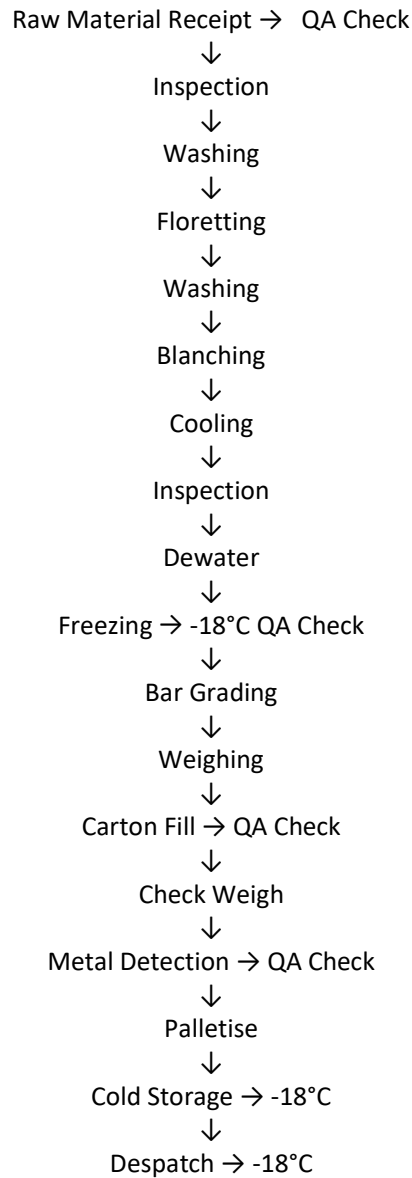 Raw Material Receipt → QA Check
↓
Inspection
↓
Washing
↓
Floretting
↓
Washing
↓
Blanching
↓
Cooling
↓
Inspection
↓
Dewater
↓
Freezing → -18°C QA Check
↓
Bar Grading
↓
Weighing
↓
Carton Fill → QA Check
↓
Check Weigh
↓
Metal Detection → QA Check
↓
Palletise
↓
Cold Storage → -18°C
↓
Despatch → -18°C